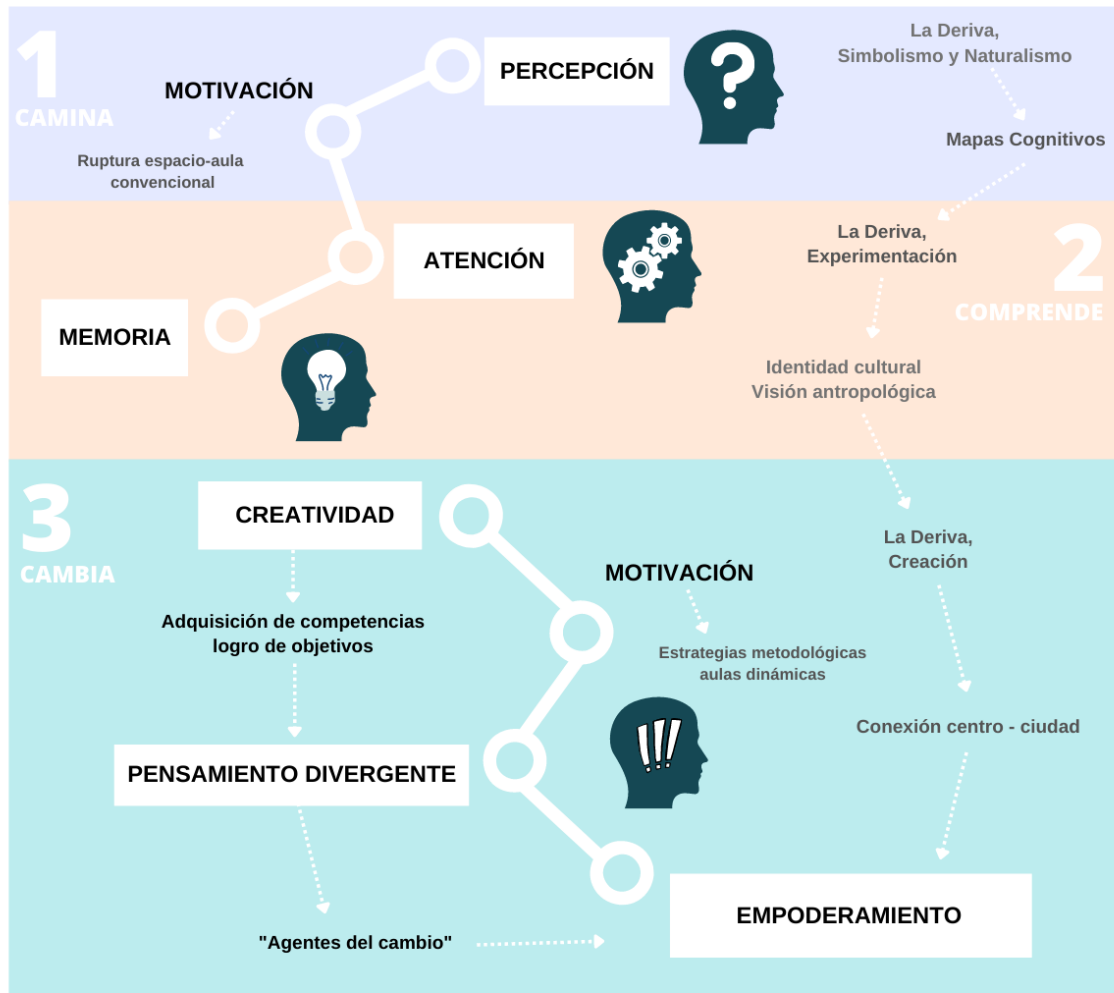 1
CAMINA
MOTIVACIÓN
Ruptura espacio-aula
convencional
PERCEPCIÓN
?
La Deriva,
Simbolismo y Naturalismo
Mapas Cognitivos
2
COMPRENDE
ATENCIÓN
MEMORIA
La Deriva,
Experimentación
Identidad cultural
Visión antropológica
3
CAMBIA
CREATIVIDAD
Adquisición de competencias
logro de objetivos
PENSAMIENTO DIVERGENTE
"Agentes del cambio"
MOTIVACIÓN
Estrategias metodológicas
aulas dinámicas
!!!
La Deriva,
Creación
Conexión centro - ciudad
EMPODERAMIENTO